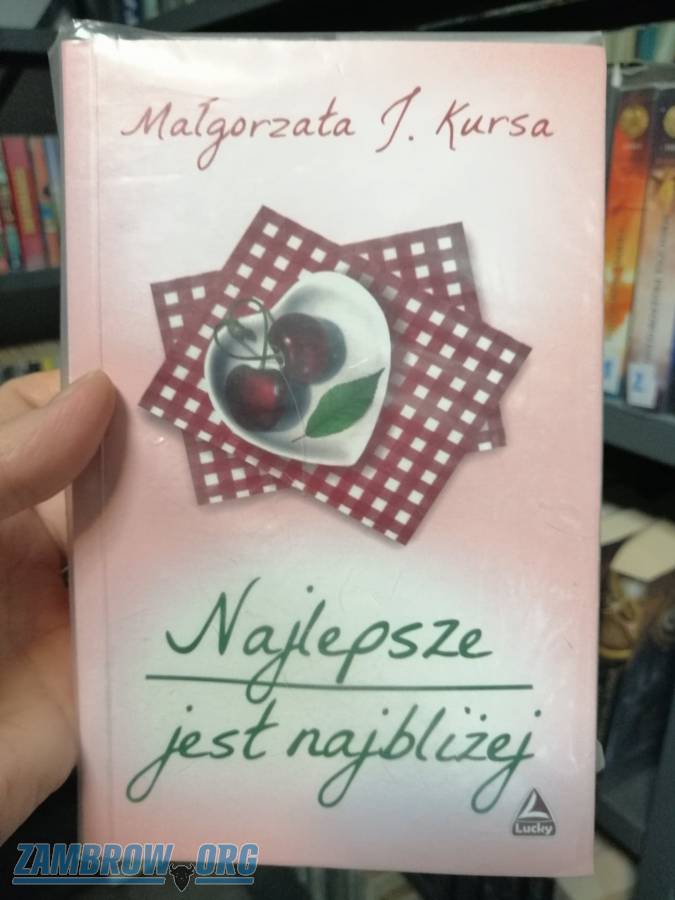 Małgorzata J. Kursa
Najlepsze
jest najbliżej
Lucky
ZAMBROW.ORG